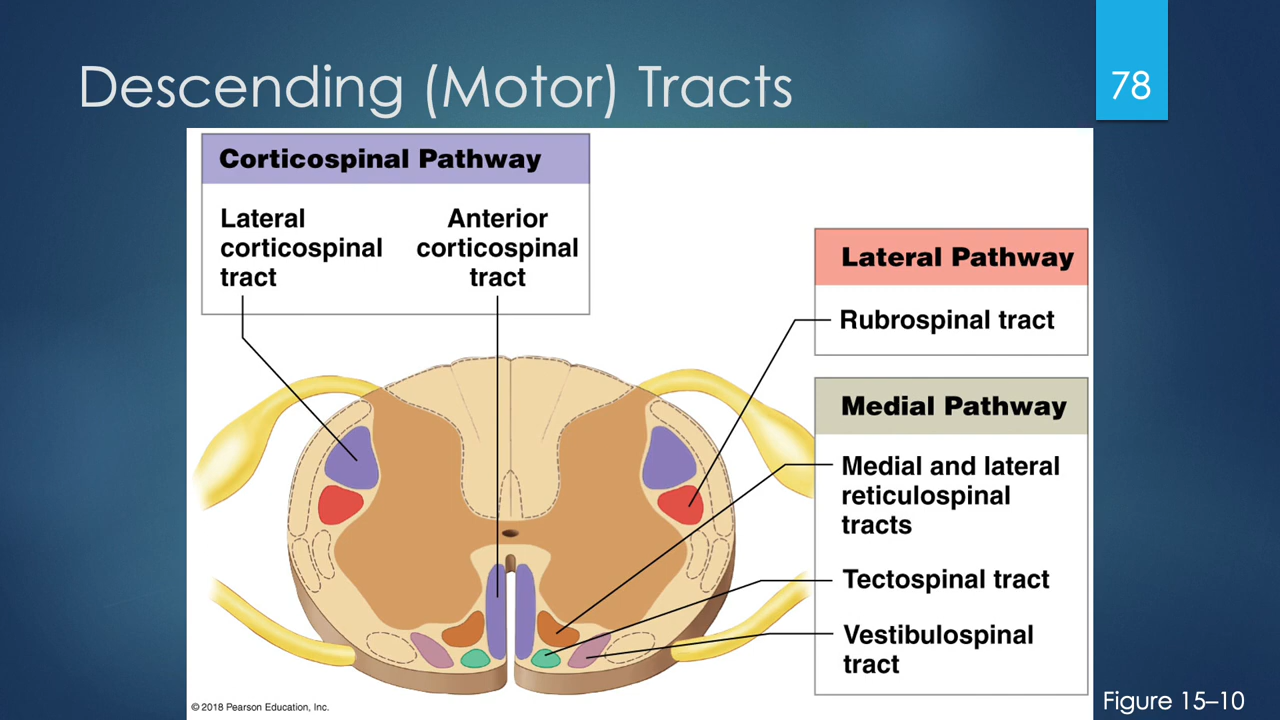 Descending (Motor) Tracts
78
Corticospinal Pathway
Lateral
corticospinal
tract
Anterior
corticospinal
tract
Lateral Pathway
Rubrospinal tract
Medial Pathway
Medial and lateral
reticulospinal
tracts
Tectospinal tract
Vestibulospinal
tract
© 2018 Pearson Education, Inc.
Figure 15–10